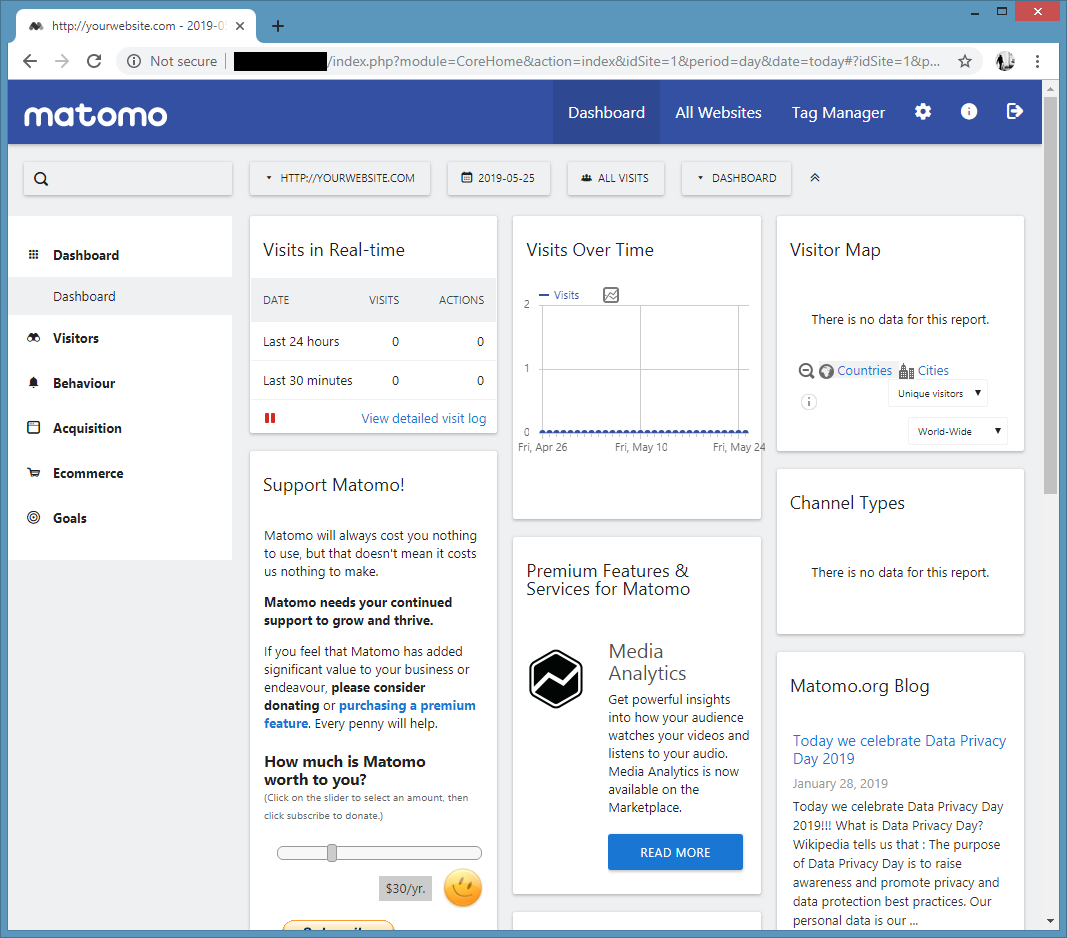 http://yourwebsite.com - 2019-05
Not secure
/index.php?module=CoreHome&action=index&idSite=1&period=day&date=today#?idSite=1&p...
matomo
Dashboard
All Websites
Tag Manager
HTTP://YOURWEBSITE.COM
2019-05-25
ALL VISITS
DASHBOARD
Dashboard
Dashboard
Visitors
Behaviour
Acquisition
Ecommerce
Goals
Visits in Real-time
DATE VISITS ACTIONS
Last 24 hours 0 0
Last 30 minutes 0 0
View detailed visit log
Support Matomo!
Matomo will always cost you nothing
to use, but that doesn't mean it costs
us nothing to make.
Matomo needs your continued
support to grow and thrive.
If you feel that Matomo has added
significant value to your business or
endeavour, please consider
donating or purchasing a premium
feature. Every penny will help.
How much is Matomo
worth to you?
(Click on the slider to select an amount, then
click subscribe to donate.)
$30/yr.
Visits Over Time
Visits
2
1
0
Fri, Apr 26 Fri, May 10 Fri, May 24
Premium Features &
Services for Matomo
Media
Analytics
Get powerful insights
into how your audience
watches your videos and
listens to your audio.
Media Analytics is now
available on the
Marketplace.
READ MORE
Visitor Map
There is no data for this report.
Countries Cities
Unique visitors
World-Wide
Channel Types
There is no data for this report.
Matomo.org Blog
Today we celebrate Data Privacy
Day 2019
January 28, 2019
Today we celebrate Data Privacy Day
2019!!! What is Data Privacy Day?
Wikipedia tells us that : The purpose
of Data Privacy Day is to raise
awareness and promote privacy and
data protection best practices. Our
personal data is our ...